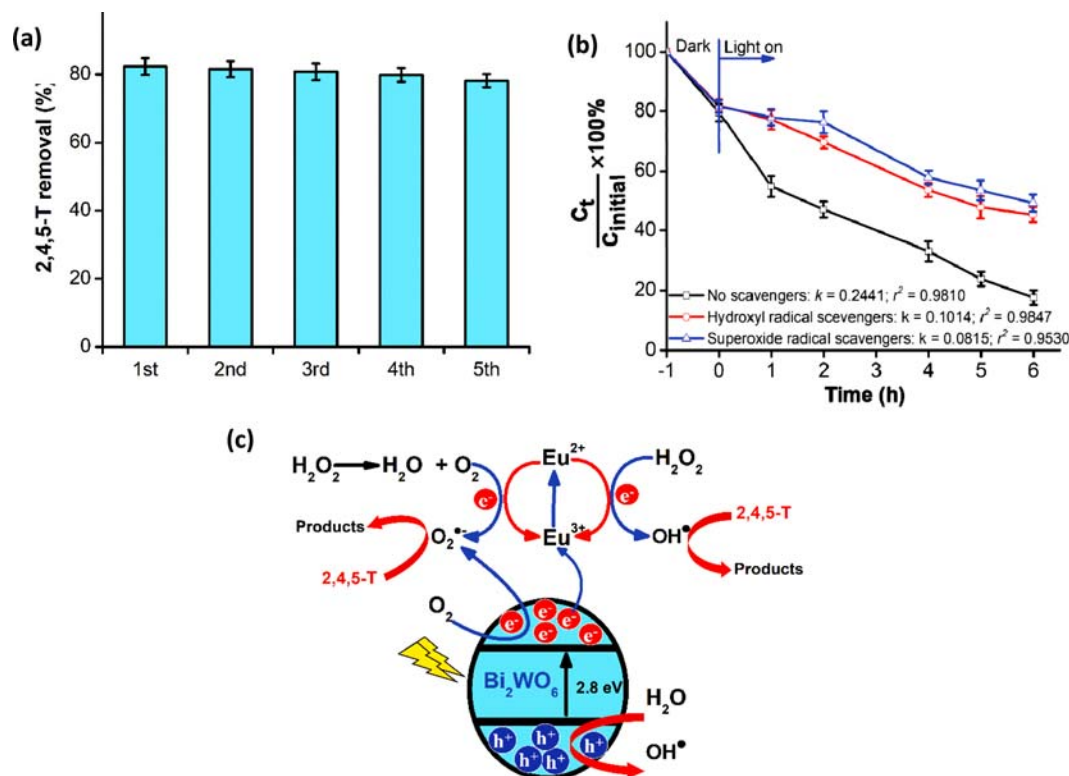 (a)
2,4,5-T removal (%)
80
60
40
20
0
1st 2nd 3rd 4th 5th
(b)
Dark Light on
C_t / C_initial ×100%
100
80
60
40
20
0
No scavengers: k = 0.2441; r² = 0.9810
Hydroxyl radical scevengers: k = 0.1014; r² = 0.9847
Superoxide radical scavengers: k = 0.0815; r² = 0.9530
-1 0 1 2 3 4 5 6
Time (h)
(c)
H₂O₂ → H₂O + O₂ Eu²⁺ H₂O₂
e⁻ e⁻
Products O₂•⁻ Eu³⁺ OH• 2,4,5-T
2,4,5-T Products
O₂
e⁻ e⁻ e⁻ e⁻ e⁻
Bi₂WO₆ 2.8 eV
H₂O
h⁺ h⁺ h⁺ h⁺ h⁺
OH•